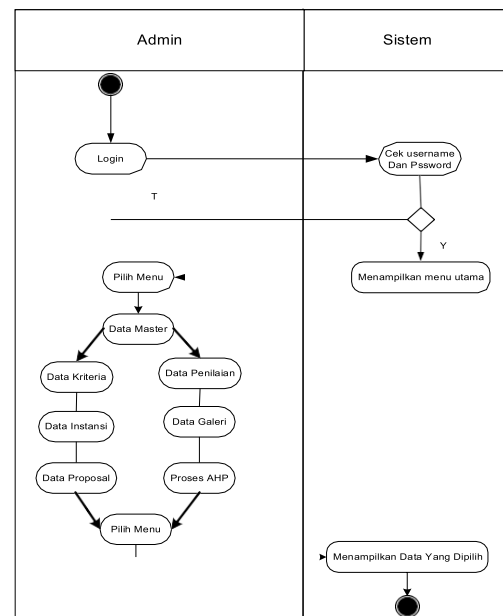 Admin
Sistem
Login
Cek username
Dan Pssword
T
Y
Pilih Menu
Menampilkan menu utama
Data Master
Data Kriteria
Data Penilaian
Data Instansi
Data Galeri
Data Proposal
Proses AHP
Pilih Menu
Menampilkan Data Yang Dipilih